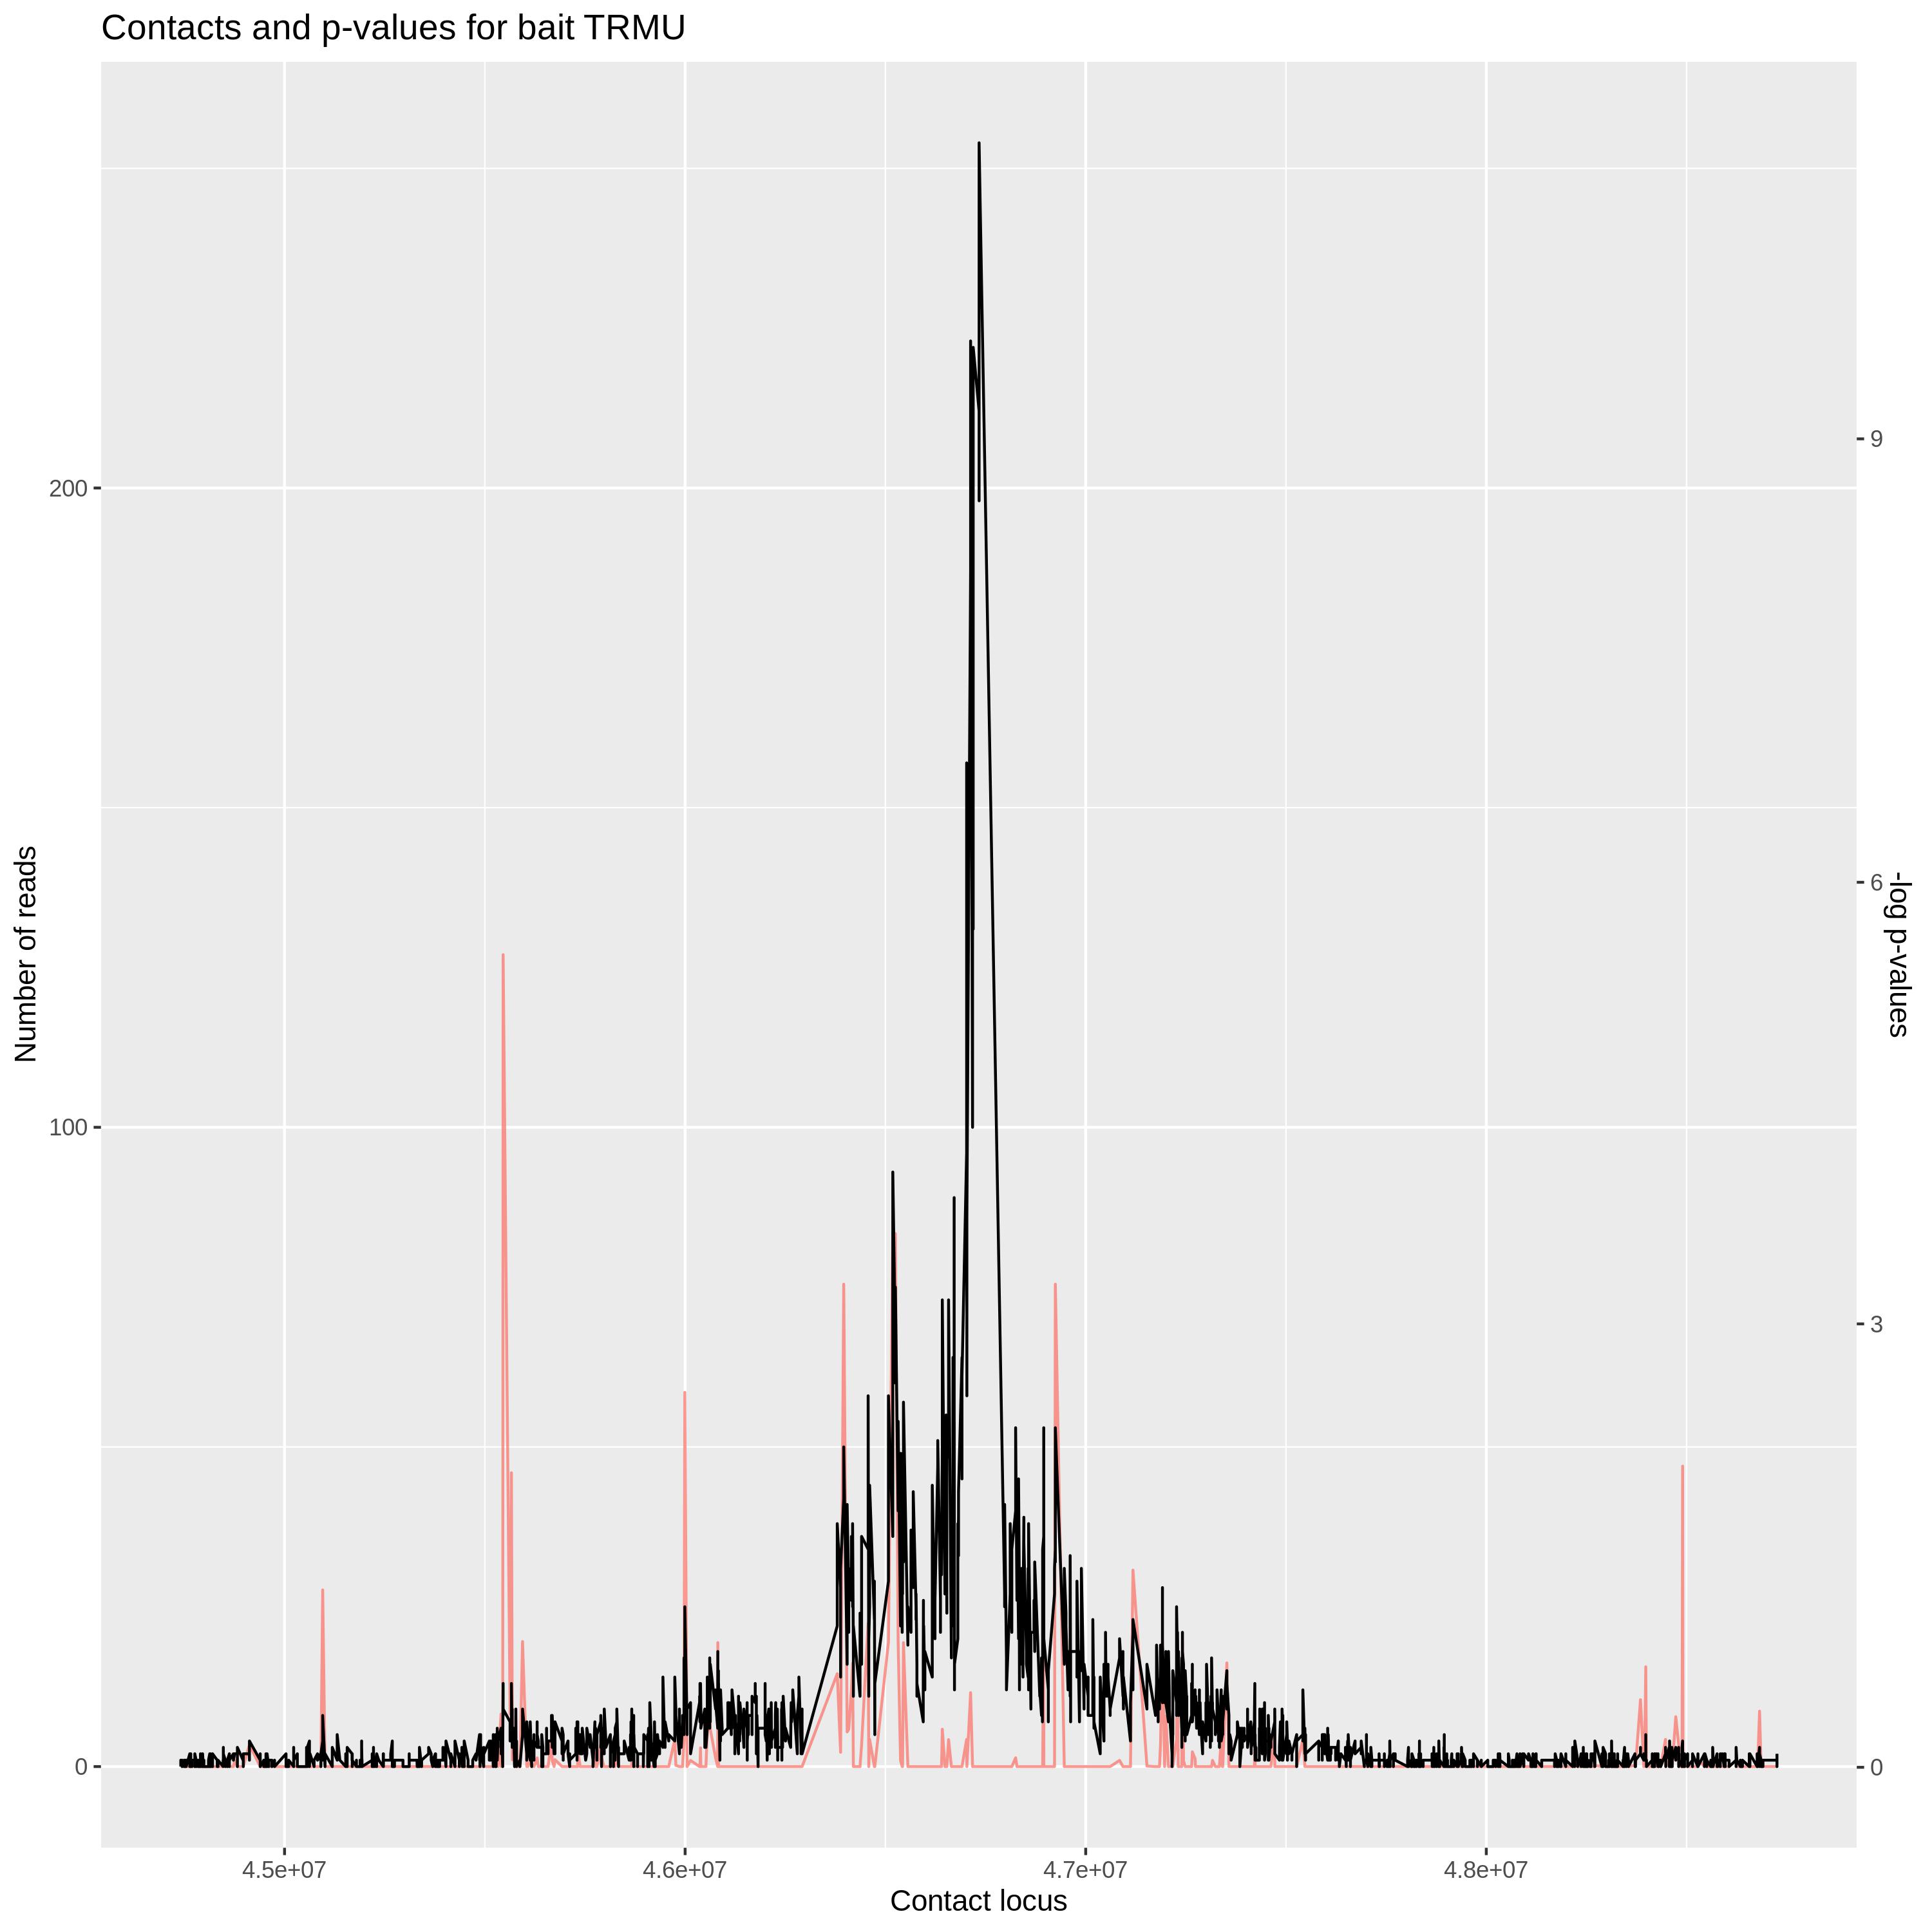 Contacts and p-values for bait TRMU
Number of reads
200
100
0
9
6
3
0
-log p-values
4.5e+07
4.6e+07
4.7e+07
4.8e+07
Contact locus